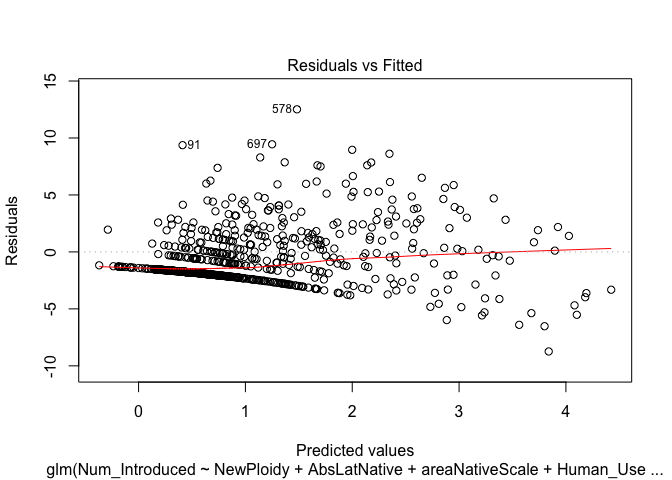 Residuals vs Fitted
15
10
5
0
-5
-10
578
91
697
Residuals
0 1 2 3 4
Predicted values
glm(Num_Introduced ~ NewPloidy + AbsLatNative + areaNativeScale + Human_Use ...